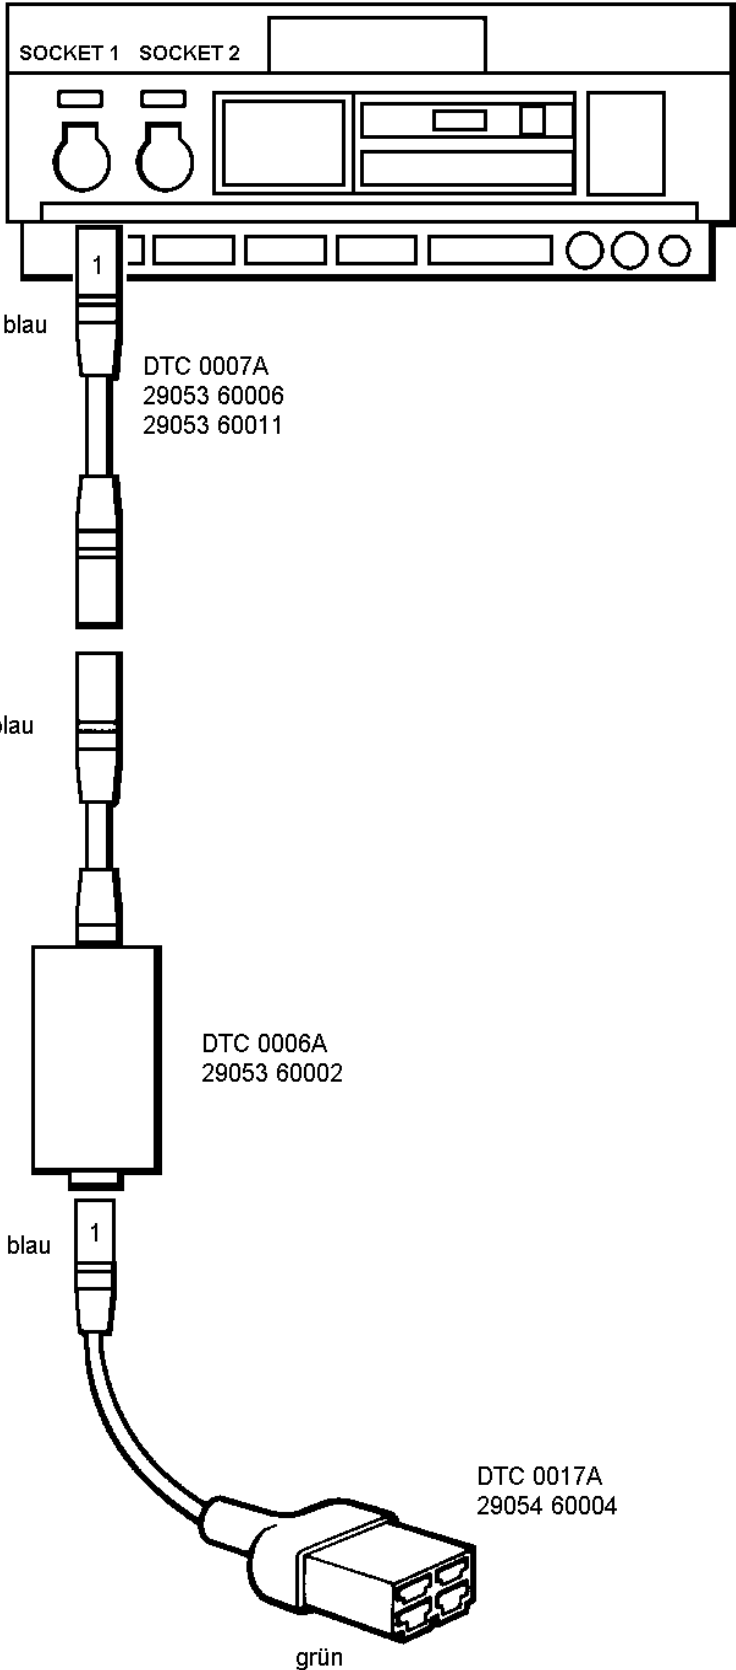 SOCKET 1 SOCKET 2
1
blau
DTC 0007A
29053 60006
29053 60011
blau
DTC 0006A
29053 60002
1
blau
DTC 0017A
29054 60004
grün